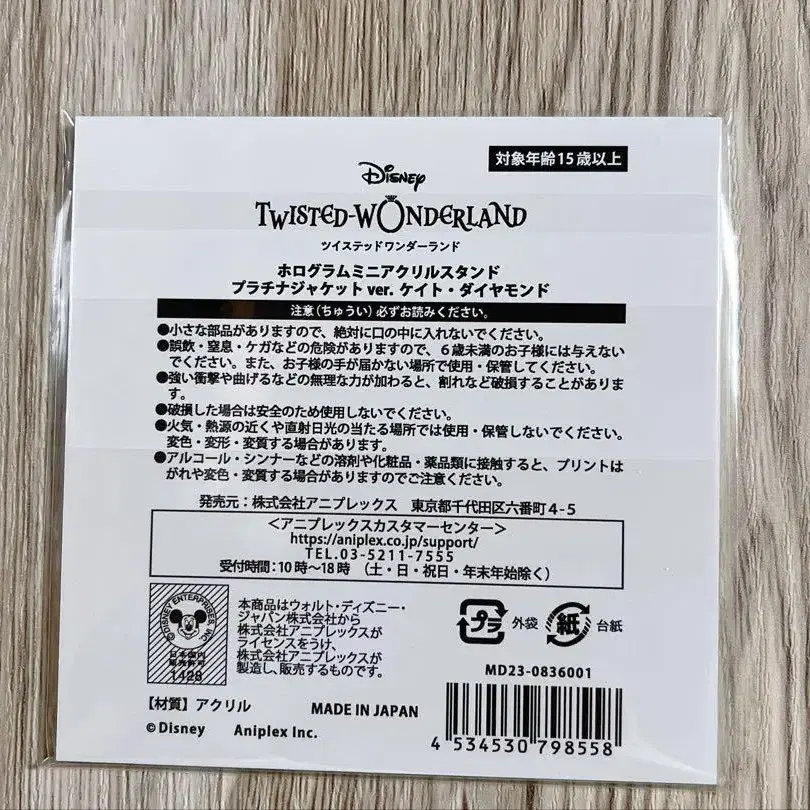 対象年齢15歳以上
Disney
TWISTED-WONDERLAND
ツイステッドワンダーランド
ホログラムミニアクリルスタンド
プラチナジャケット ver. ケイト・ダイヤモンド
注意(ちゅうい)必ずお読みください。
●小さな部品がありますので、絶対に口の中に入れないでください。
●誤飲・窒息・ケガなどの危険がありますので、６歳未満のお子様には与えない
でください。また、お子様の手が届かない場所で使用・保管してください。
●強い衝撃や曲げるなどの無理な力が加わると、割れなど破損することがありま
す。
●破損した場合は安全のため使用しないでください。
●火気・熱源の近くや直射日光の当たる場所では使用・保管しないでください。
変色・変形・変質する場合があります。
●アルコール・シンナーなどの溶剤や化粧品・薬品類に接触すると、プリントは
がれや変色・変質する場合がありますのでご注意ください。
発売元：株式会社アニプレックス 東京都千代田区六番町４-５
＜アニプレックスカスタマーセンター＞
https://aniplex.co.jp/support/
TEL.03-5211-7555
受付時間：10時～18時 (土・日・祝日・年末年始除く)
©DISNEY ENTERPRISES, INC.
日本国内
販売許可
1428
本商品はウォルト・ディズニー・
ジャパン株式会社から
株式会社アニプレックスが
ライセンスをうけ、
株式会社アニプレックスが
製造し、販売するものです。
プラ 外袋 紙 台紙
MD23-0836001
【材質】アクリル MADE IN JAPAN
©Disney Aniplex Inc.
4 534530 798558